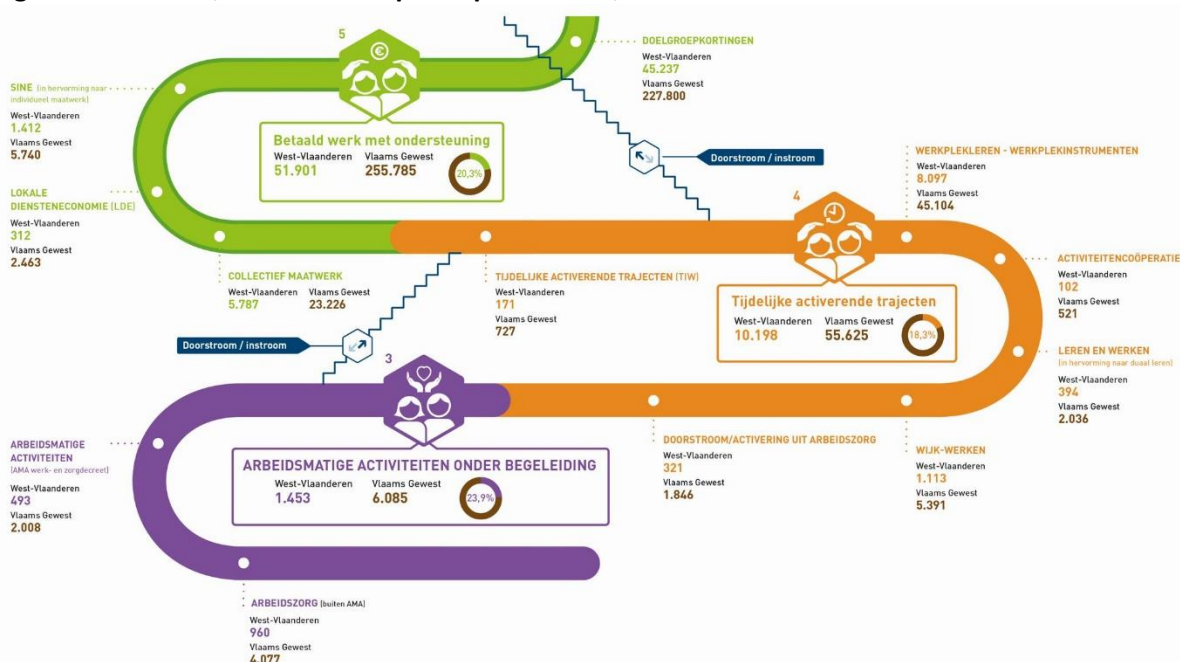 5
DOELGROEPKORTINGEN
West-Vlaanderen
45.237
Vlaams Gewest
227.800
SINE (in hervorming naar
individueel maatwerk)
West-Vlaanderen
1.412
Vlaams Gewest
5.740
Betaald werk met ondersteuning
West-Vlaanderen Vlaams Gewest
51.901 255.785
20,3%
Doorstroom / instroom
WERKPLEKLEREN - WERKPLEKINSTRUMENTEN
West-Vlaanderen
8.097
Vlaams Gewest
45.104
LOKALE
DIENSTENECONOMIE (LDE)
West-Vlaanderen
312
Vlaams Gewest
2.463
4
COLLECTIEF MAATWERK
West-Vlaanderen Vlaams Gewest
5.787 23.226
TIJDELIJKE ACTIVERENDE TRAJECTEN (TIW)
West-Vlaanderen
171
Vlaams Gewest
727
Tijdelijke activerende trajecten
West-Vlaanderen Vlaams Gewest
10.198 55.625
18,3%
ACTIVITEITENCOÖPERATIE
West-Vlaanderen
102
Vlaams Gewest
521
Doorstroom / instroom
3
LEREN EN WERKEN
(in hervorming naar duaal leren)
West-Vlaanderen
394
Vlaams Gewest
2.036
ARBEIDSMATIGE
ACTIVITEITEN
(AMA werk- en zorgdecreet)
West-Vlaanderen
493
Vlaams Gewest
2.008
ARBEIDSMATIGE ACTIVITEITEN ONDER BEGELEIDING
West-Vlaanderen Vlaams Gewest
1.453 6.085
23,9%
DOORSTROOM/ACTIVERING UIT ARBEIDSZORG
West-Vlaanderen
321
Vlaams Gewest
1.846
WIJK-WERKEN
West-Vlaanderen
1.113
Vlaams Gewest
5.391
ARBEIDSZORG (buiten AMA)
West-Vlaanderen
960
Vlaams Gewest
4.077